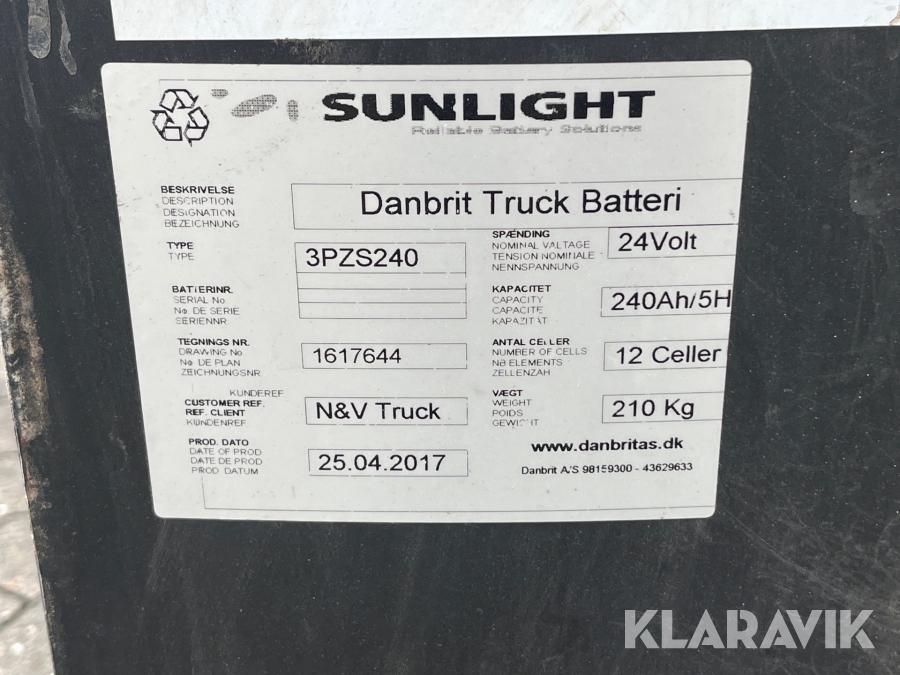 SUNLIGHT
Reliable Battery Solutions
BESKRIVELSE
DESCRIPTION
DESIGNATION
BEZEICHNUNG
Danbrit Truck Batteri
TYPE
TYPE
3PZS240
SPÆNDING
NOMINAL VALTAGE
TENSION NOMINALE
NENNSPANNUNG
24Volt
BATTERINR.
SERIAL No
No. DE SERIE
SERIENNR
KAPACITET
CAPACITY
CAPACITE
KAPAZITAT
240Ah/5H
TEGNINGS NR.
DRAWING No.
No. DE PLAN
ZEICHNUNGSNR
1617644
ANTAL CELLER
NUMBER OF CELLS
NB ELEMENTS
ZELLENZAH
12 Celler
KUNDEREF
CUSTOMER REF.
REF. CLIENT
KUNDENREF.
N&V Truck
VÆGT
WEIGHT
POIDS
GEWICHT
210 Kg
PROD. DATO
DATE OF PROD
DATE DE PROD
PROD DATUM
25.04.2017
www.danbritas.dk
Danbrit A/S 98159300 - 43629633
KLARAVIK